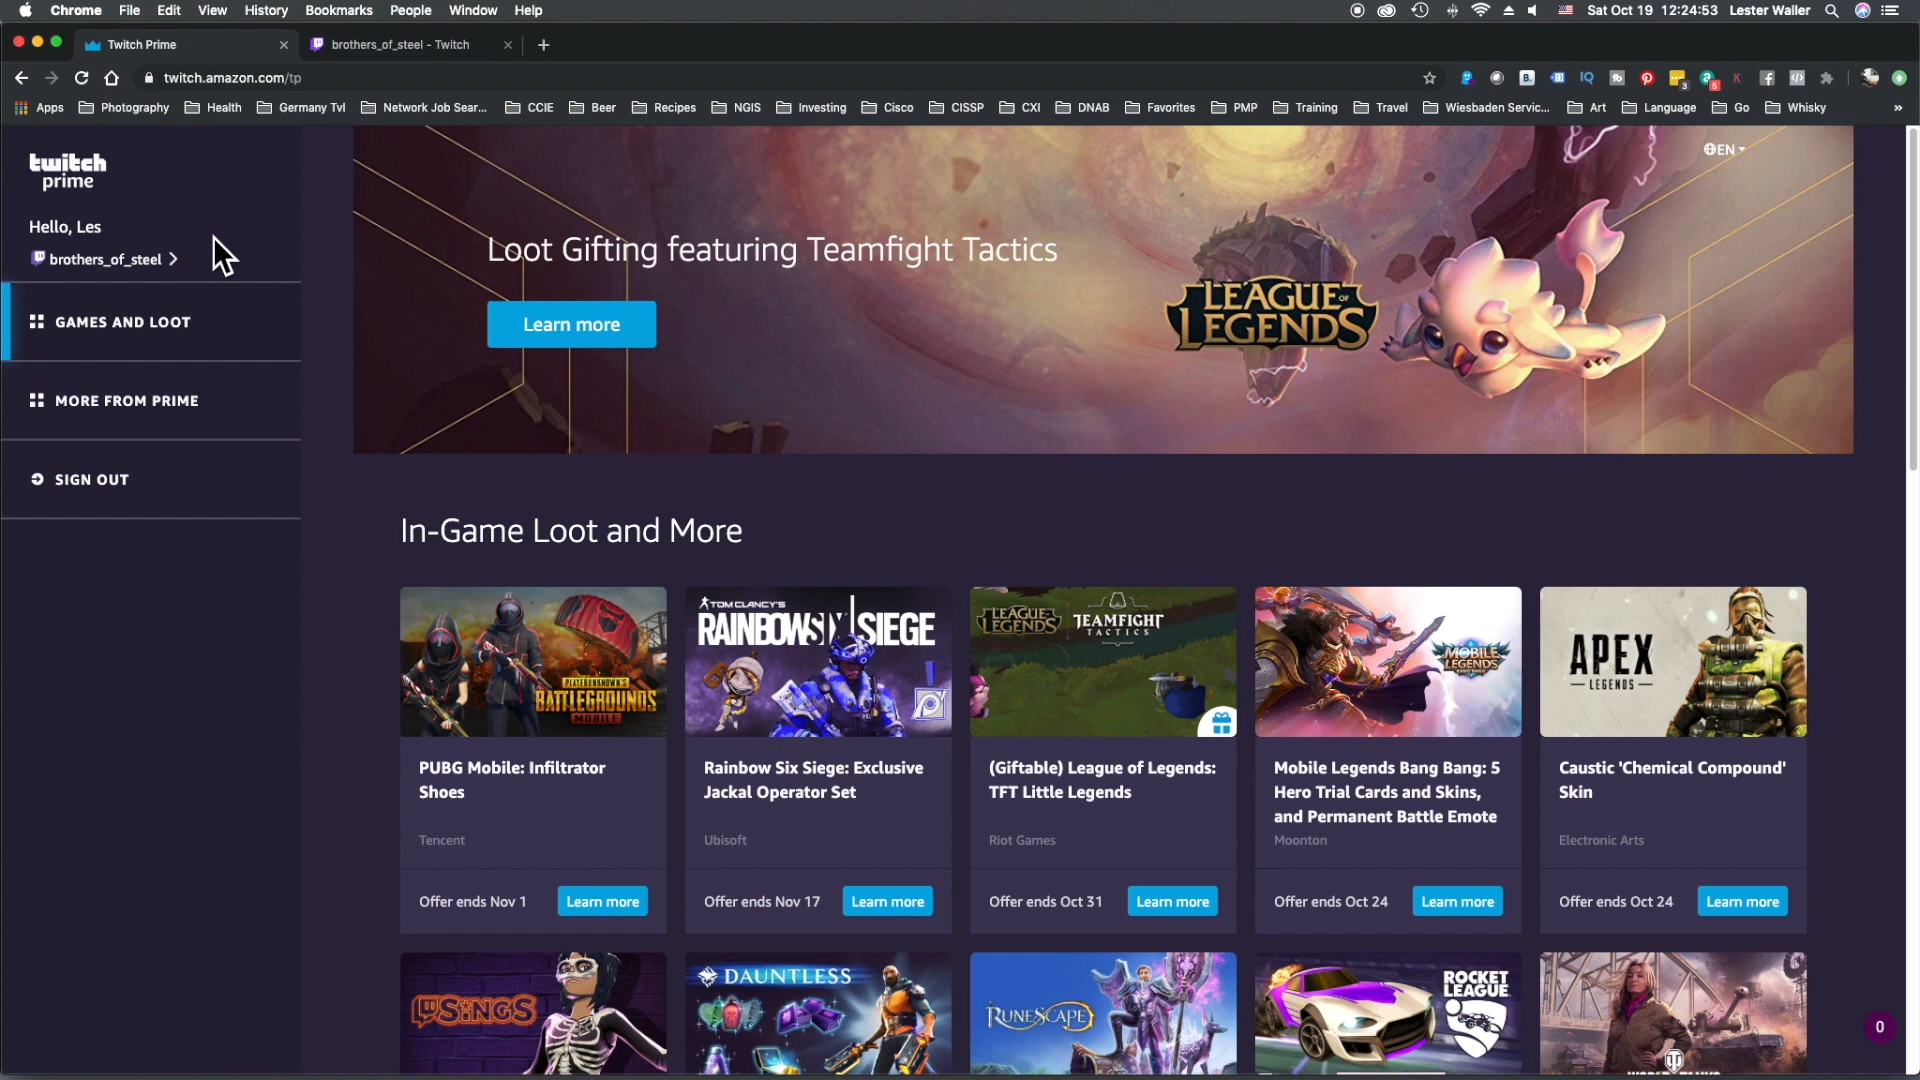 Chrome File Edit View History Bookmarks People Window Help
Sat Oct 19 12:24:53 Lester Waller
Twitch Prime
brothers_of_steel - Twitch
twitch.amazon.com/tp
Apps Photography Health Germany Tvl Network Job Sear... CCIE Beer Recipes NGIS Investing Cisco CISSP CXI DNAB Favorites PMP Training Travel Wiesbaden Servic... Art Language Go Whisky »
twitch
prime
EN
Hello, Les
brothers_of_steel
GAMES AND LOOT
MORE FROM PRIME
SIGN OUT
Loot Gifting featuring Teamfight Tactics
Learn more
LEAGUE OF
LEGENDS
In-Game Loot and More
PLAYERUNKNOWN'S
BATTLEGROUNDS
MOBILE
PUBG Mobile: Infiltrator
Shoes
Tencent
Offer ends Nov 1
Learn more
TOM CLANCY'S
RAINBOW SIX SIEGE
Rainbow Six Siege: Exclusive
Jackal Operator Set
Ubisoft
Offer ends Nov 17
Learn more
LEAGUE OF
LEGENDS
TEAMFIGHT
TACTICS
(Giftable) League of Legends:
TFT Little Legends
Riot Games
Offer ends Oct 31
Learn more
MOBILE
LEGENDS
Mobile Legends Bang Bang: 5
Hero Trial Cards and Skins,
and Permanent Battle Emote
Moonton
Offer ends Oct 24
Learn more
APEX
LEGENDS
Caustic 'Chemical Compound'
Skin
Electronic Arts
Offer ends Oct 24
Learn more
SINGS
DAUNTLESS
RUNESCAPE
ROCKET
LEAGUE
WORLD OF TANKS
0